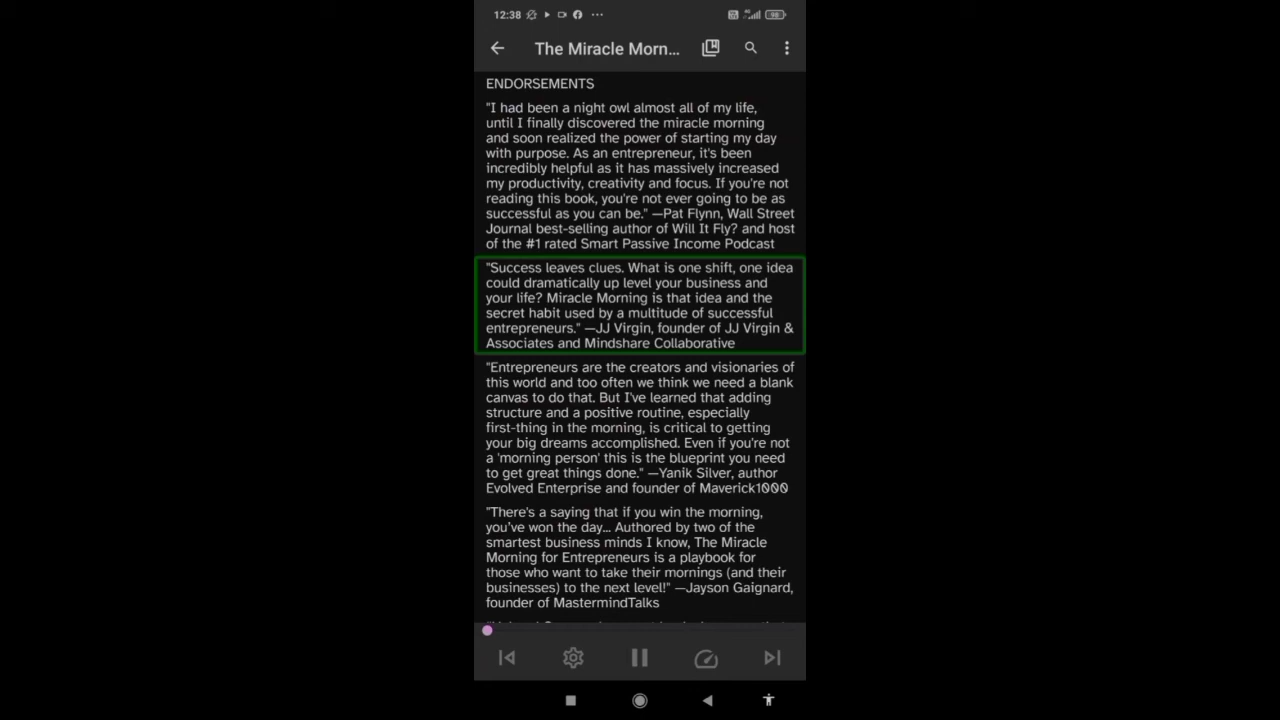 12:38
The Miracle Morn...
ENDORSEMENTS
"I had been a night owl almost all of my life,
until I finally discovered the miracle morning
and soon realized the power of starting my day
with purpose. As an entrepreneur, it's been
incredibly helpful as it has massively increased
my productivity, creativity and focus. If you're not
reading this book, you're not ever going to be as
successful as you can be." —Pat Flynn, Wall Street
Journal best-selling author of Will It Fly? and host
of the #1 rated Smart Passive Income Podcast
"Success leaves clues. What is one shift, one idea
could dramatically up level your business and
your life? Miracle Morning is that idea and the
secret habit used by a multitude of successful
entrepreneurs." —JJ Virgin, founder of JJ Virgin &
Associates and Mindshare Collaborative
"Entrepreneurs are the creators and visionaries of
this world and too often we think we need a blank
canvas to do that. But I've learned that adding
structure and a positive routine, especially
first-thing in the morning, is critical to getting
your big dreams accomplished. Even if you're not
a 'morning person' this is the blueprint you need
to get great things done." —Yanik Silver, author
Evolved Enterprise and founder of Maverick1000
"There's a saying that if you win the morning,
you've won the day... Authored by two of the
smartest business minds I know, The Miracle
Morning for Entrepreneurs is a playbook for
those who want to take their mornings (and their
businesses) to the next level!" —Jayson Gaignard,
founder of MastermindTalks